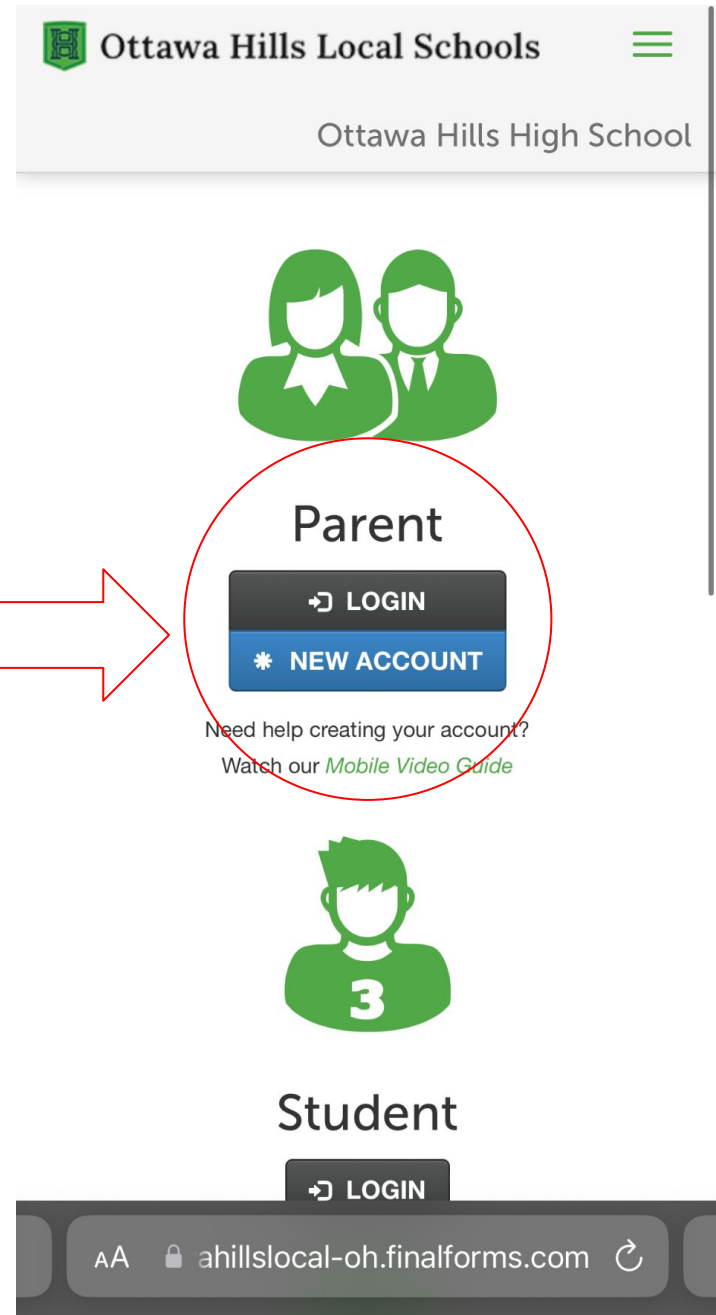 Ottawa Hills Local Schools
Ottawa Hills High School
Parent
LOGIN
NEW ACCOUNT
Need help creating your account?
Watch our Mobile Video Guide
3
Student
LOGIN
AA ahillslocal-oh.finalforms.com